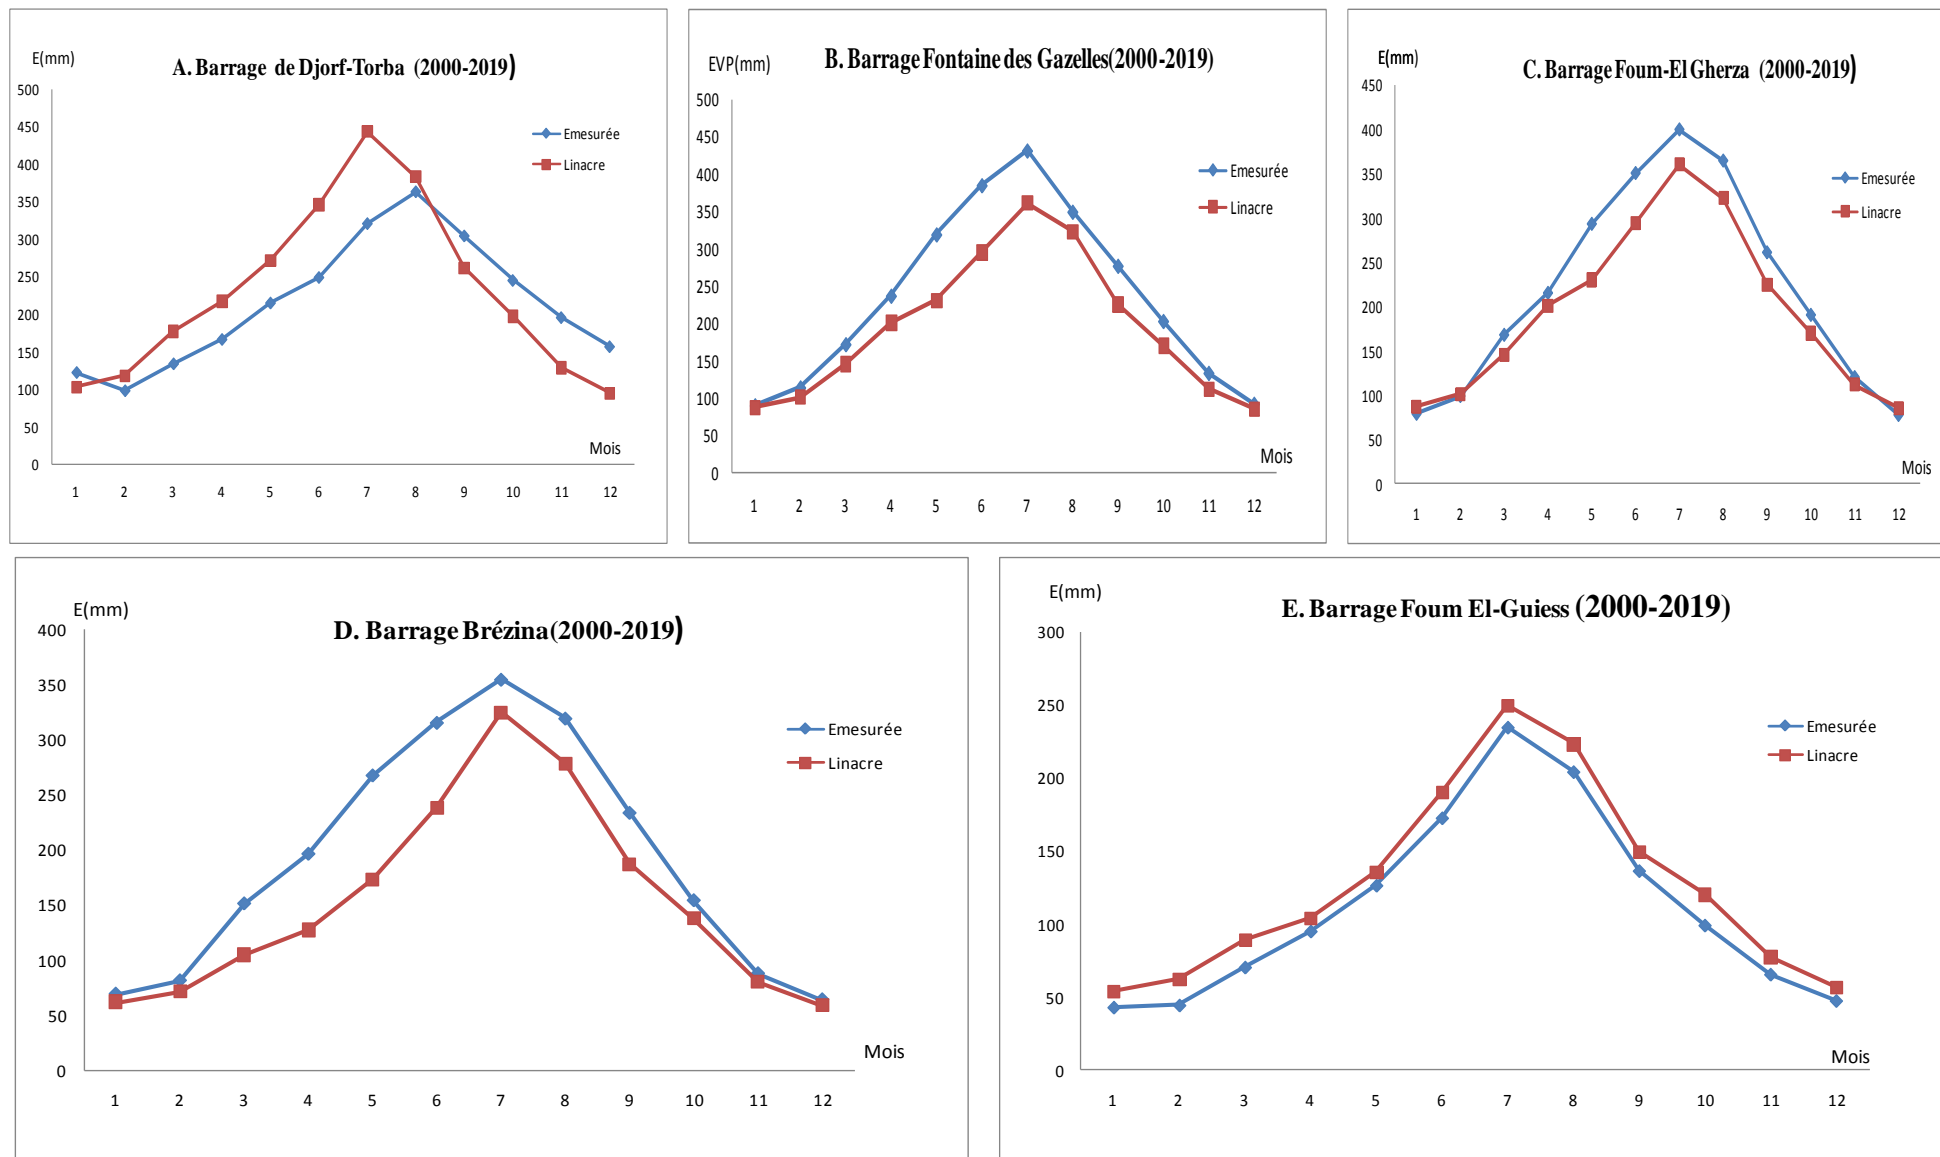 E(mm)
A. Barrage de Djorf-Torba (2000-2019)
500
450
400
350
300
250
200
150
100
50
0
Emesurée
Linacre
Mois
1 2 3 4 5 6 7 8 9 10 11 12
EVP(mm)
B. Barrage Fontaine des Gazelles(2000-2019)
500
450
400
350
300
250
200
150
100
50
0
Emesurée
Linacre
Mois
1 2 3 4 5 6 7 8 9 10 11 12
E(mm)
C. Barrage Foum-El Gherza (2000-2019)
450
400
350
300
250
200
150
100
50
0
Emesurée
Linacre
Mois
1 2 3 4 5 6 7 8 9 10 11 12
E(mm)
D. Barrage Brézina(2000-2019)
400
350
300
250
200
150
100
50
0
Emesurée
Linacre
Mois
1 2 3 4 5 6 7 8 9 10 11 12
E(mm)
E. Barrage Foum El-Guiess (2000-2019)
300
250
200
150
100
50
0
Emesurée
Linacre
Mois
1 2 3 4 5 6 7 8 9 10 11 12